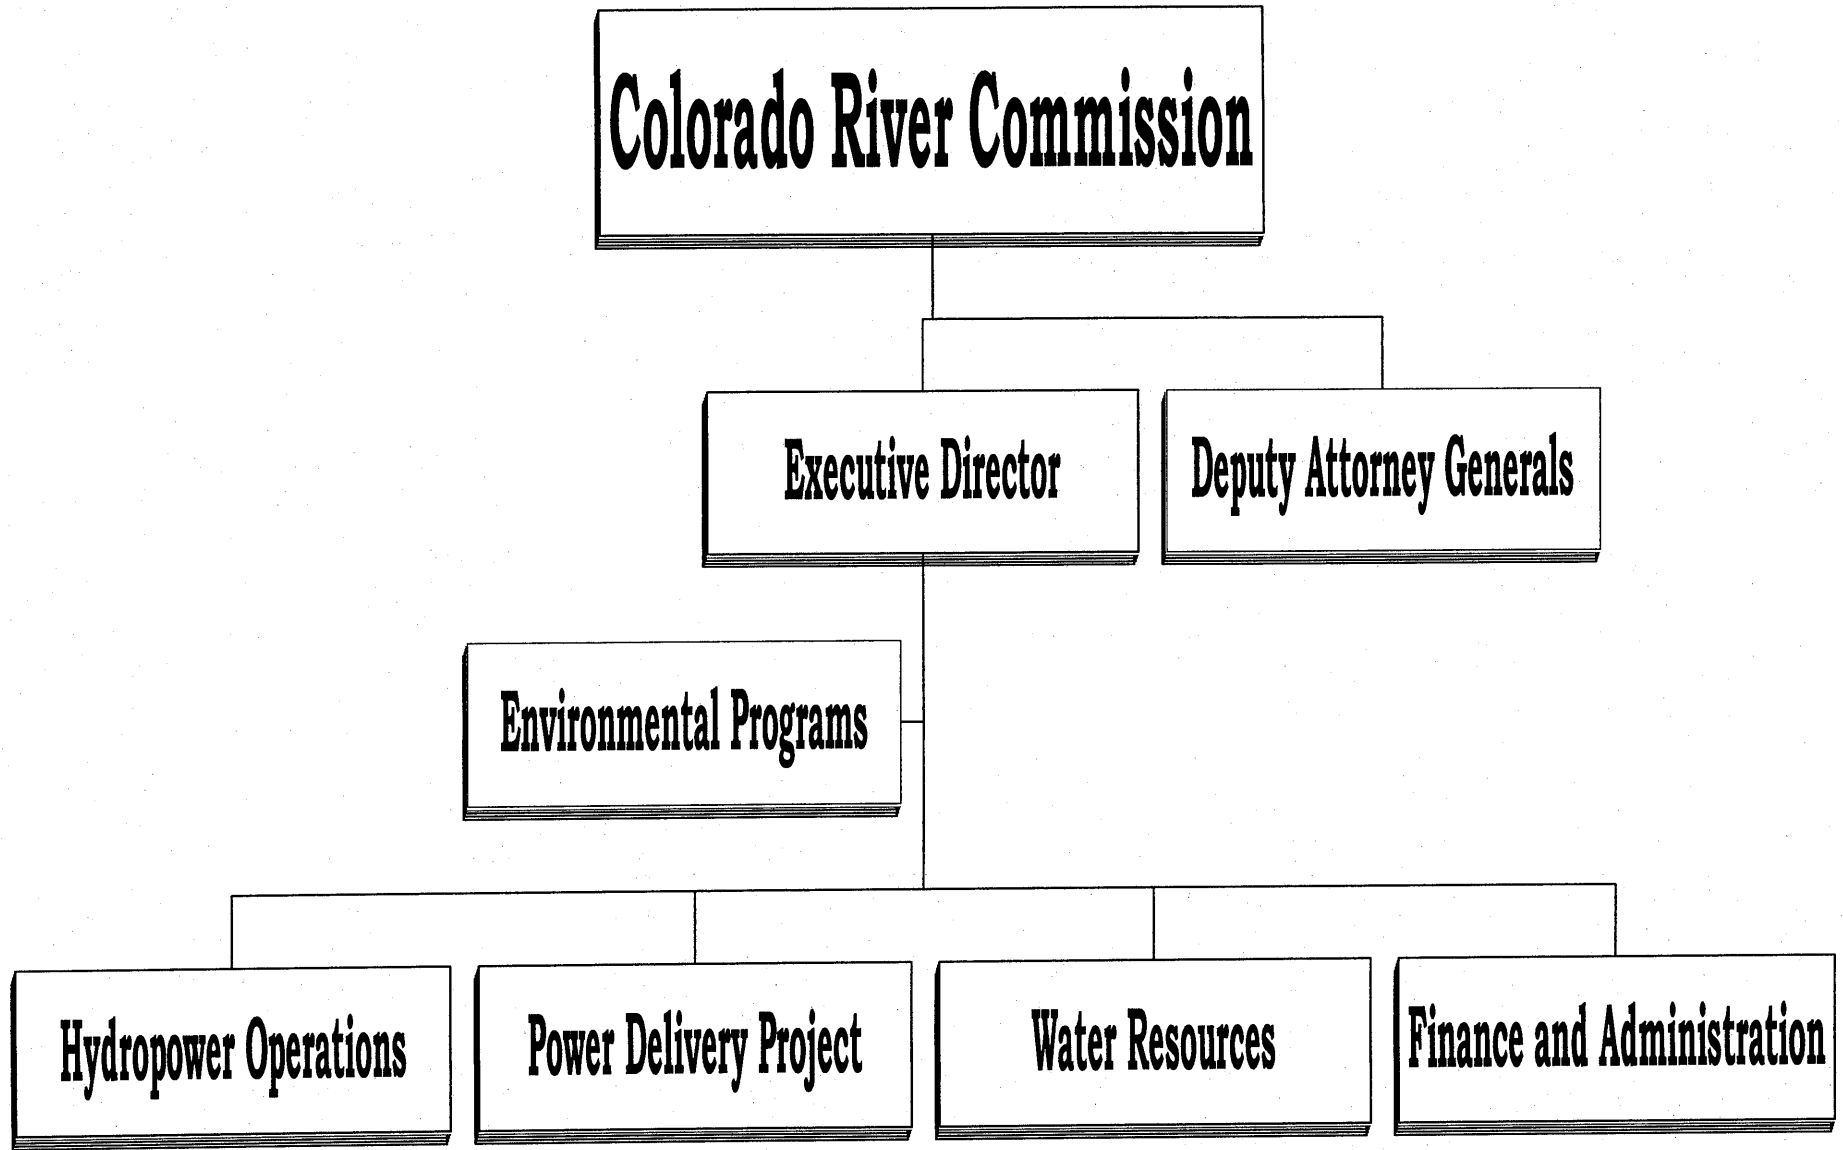 Colorado River Commission
Executive Director
Deputy Attorney Generals
Environmental Programs
Hydropower Operations
Power Delivery Project
Water Resources
Finance and Administration